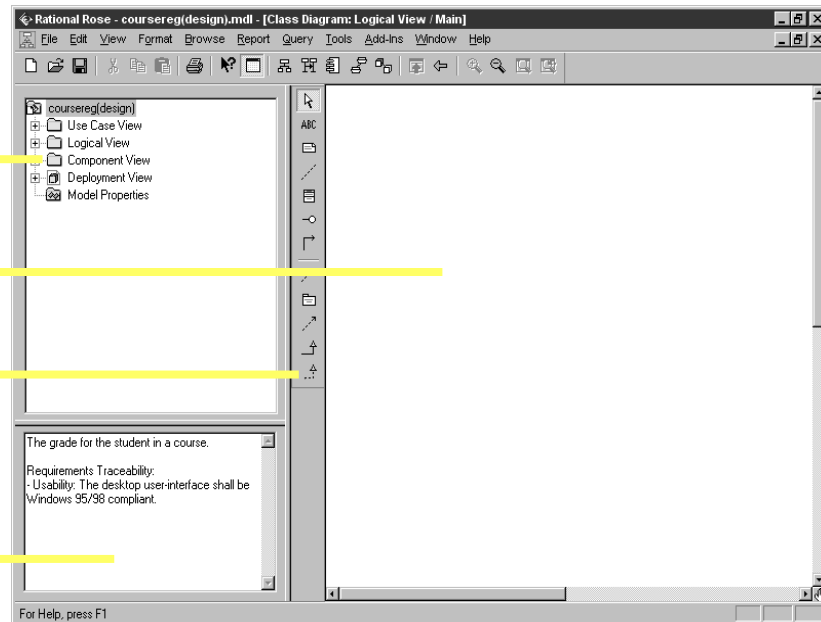 Rational Rose - coursereg(design).mdl - [Class Diagram: Logical View / Main]
File Edit View Format Browse Report Query Tools Add-Ins Window Help
coursereg(design)
Use Case View
Logical View
Component View
Deployment View
Model Properties
ABC
The grade for the student in a course.
Requirements Traceability:
- Usability: The desktop user-interface shall be
Windows 95/98 compliant.
For Help, press F1